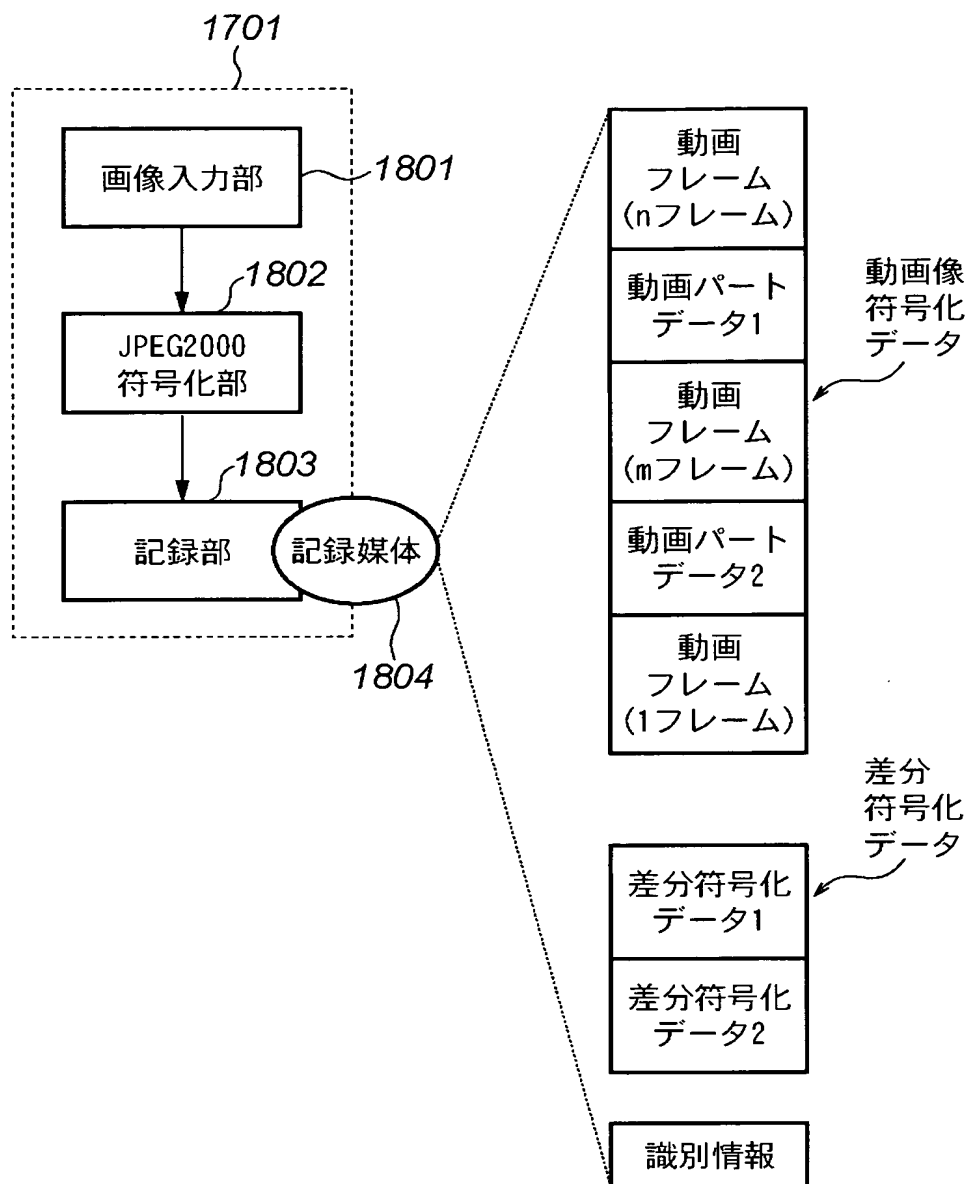 1701
画像入力部
1801
1802
JPEG2000
符号化部
1803
記録部
記録媒体
1804
動画
フレーム
(nフレーム)
動画パート
データ1
動画
フレーム
(mフレーム)
動画パート
データ2
動画
フレーム
(1フレーム)
動画像
符号化
データ
差分
符号化
データ
差分符号化
データ1
差分符号化
データ2
識別情報